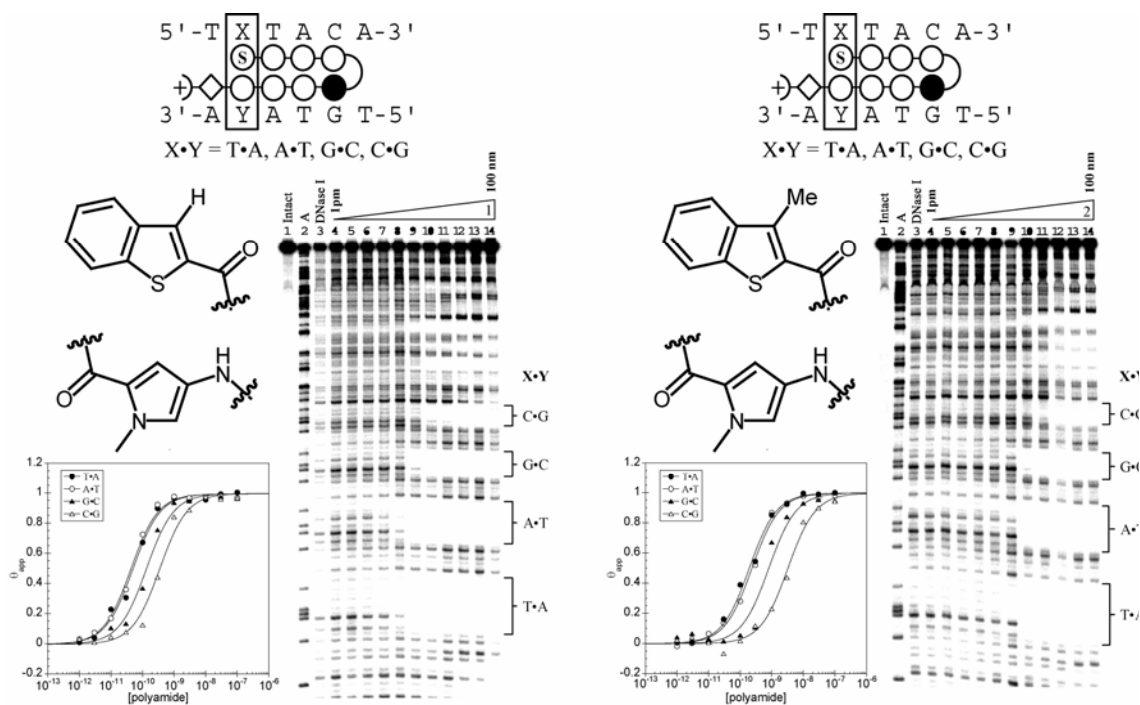 5'-T X T A C A-3'
S
+
3'-A Y A T G T-5'
X•Y = T•A, A•T, G•C, C•G
H
S
O
O
H
N
N
Intact
A
DNase I
1pm
100 nm
1
1 2 3 4 5 6 7 8 9 10 11 12 13 14
X•Y
C•G
G•C
A•T
T•A
1.2
1
0.8
0.6
0.4
0.2
0
-0.2
θapp
T•A
A•T
G•C
C•G
10-13 10-12 10-11 10-10 10-9 10-8 10-7 10-6
[polyamide]
5'-T X T A C A-3'
S
+
3'-A Y A T G T-5'
X•Y = T•A, A•T, G•C, C•G
Me
S
O
O
H
N
N
Intact
A
DNase I
1pm
100 nm
2
1 2 3 4 5 6 7 8 9 10 11 12 13 14
X•Y
C•G
G•C
A•T
T•A
1.2
1
0.8
0.6
0.4
0.2
0
-0.2
θapp
T•A
A•T
G•C
C•G
10-13 10-12 10-11 10-10 10-9 10-8 10-7 10-6
[polyamide]